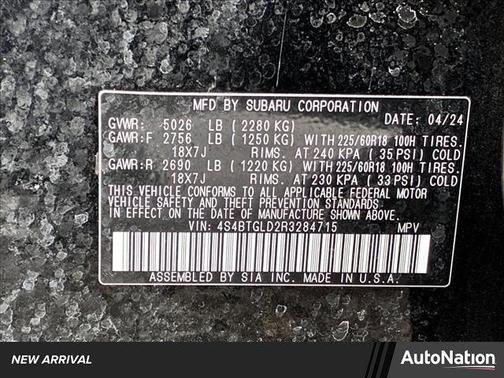 MFD BY SUBARU CORPORATION
GVWR: 5026 LB (2280 KG) DATE: 04/24
GAWR:F 2756 LB (1250 KG) WITH 225/60R18 100H TIRES.
18X7J RIMS. AT 240 KPA (35 PSI) COLD
GAWR:R 2690 LB (1220 KG) WITH 225/60R18 100H TIRES.
18X7J RIMS. AT 230 KPA (33 PSI) COLD
THIS VEHICLE CONFORMS TO ALL APPLICABLE FEDERAL MOTOR
VEHICLE SAFETY AND THEFT PREVENTION STANDARDS IN
EFFECT ON THE DATE OF MANUFACTURE SHOWN ABOVE.
VIN: 4S4BTGLD2R3284715 MPV
ASSEMBLED BY SIA INC. MADE IN U.S.A.
NEW ARRIVAL
AutoNation